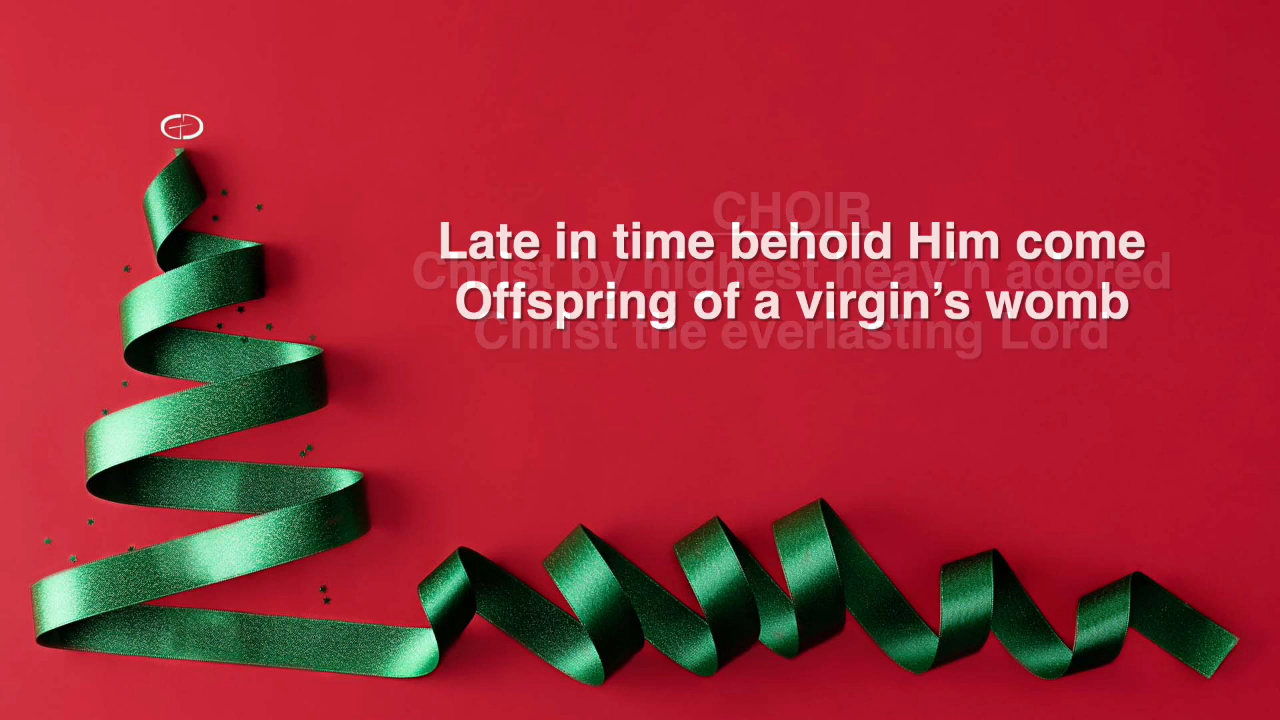 CHOIR
Late in time behold Him come
Christ by highest heav'n adored
Offspring of a virgin’s womb
Christ the everlasting Lord